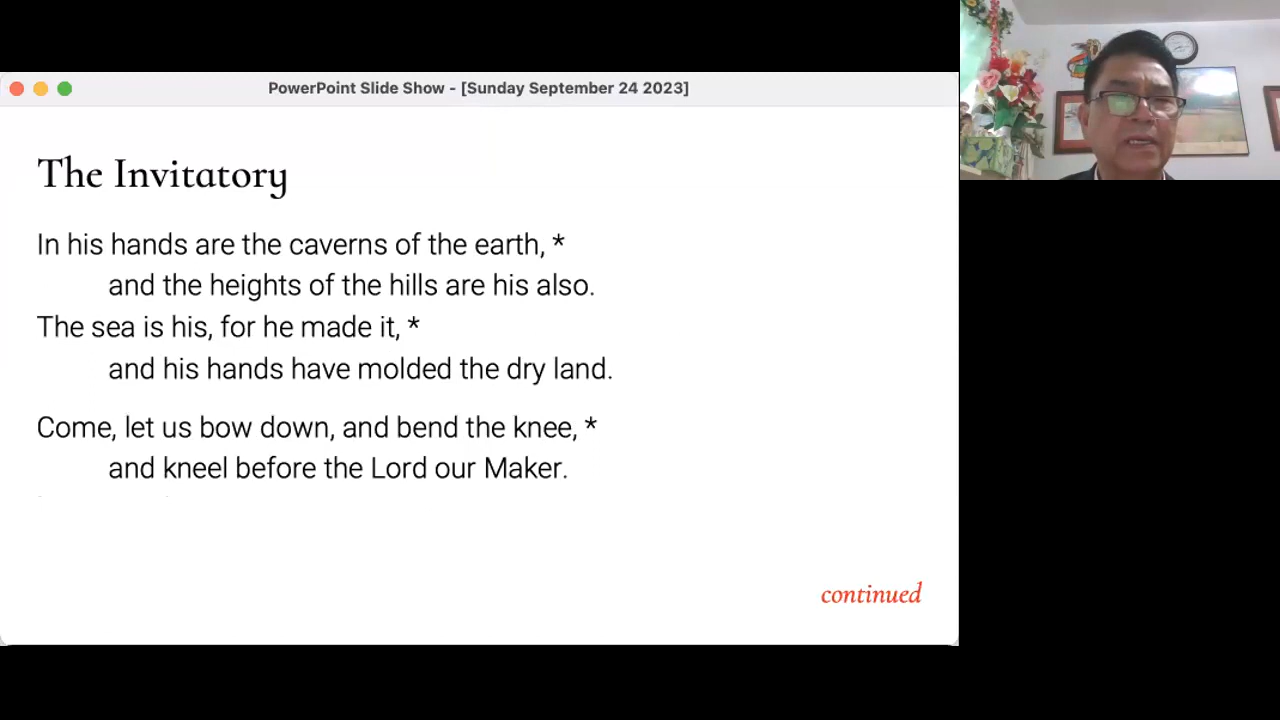 PowerPoint Slide Show - [Sunday September 24 2023]
The Invitatory
In his hands are the caverns of the earth, *
and the heights of the hills are his also.
The sea is his, for he made it, *
and his hands have molded the dry land.
Come, let us bow down, and bend the knee, *
and kneel before the Lord our Maker.
continued